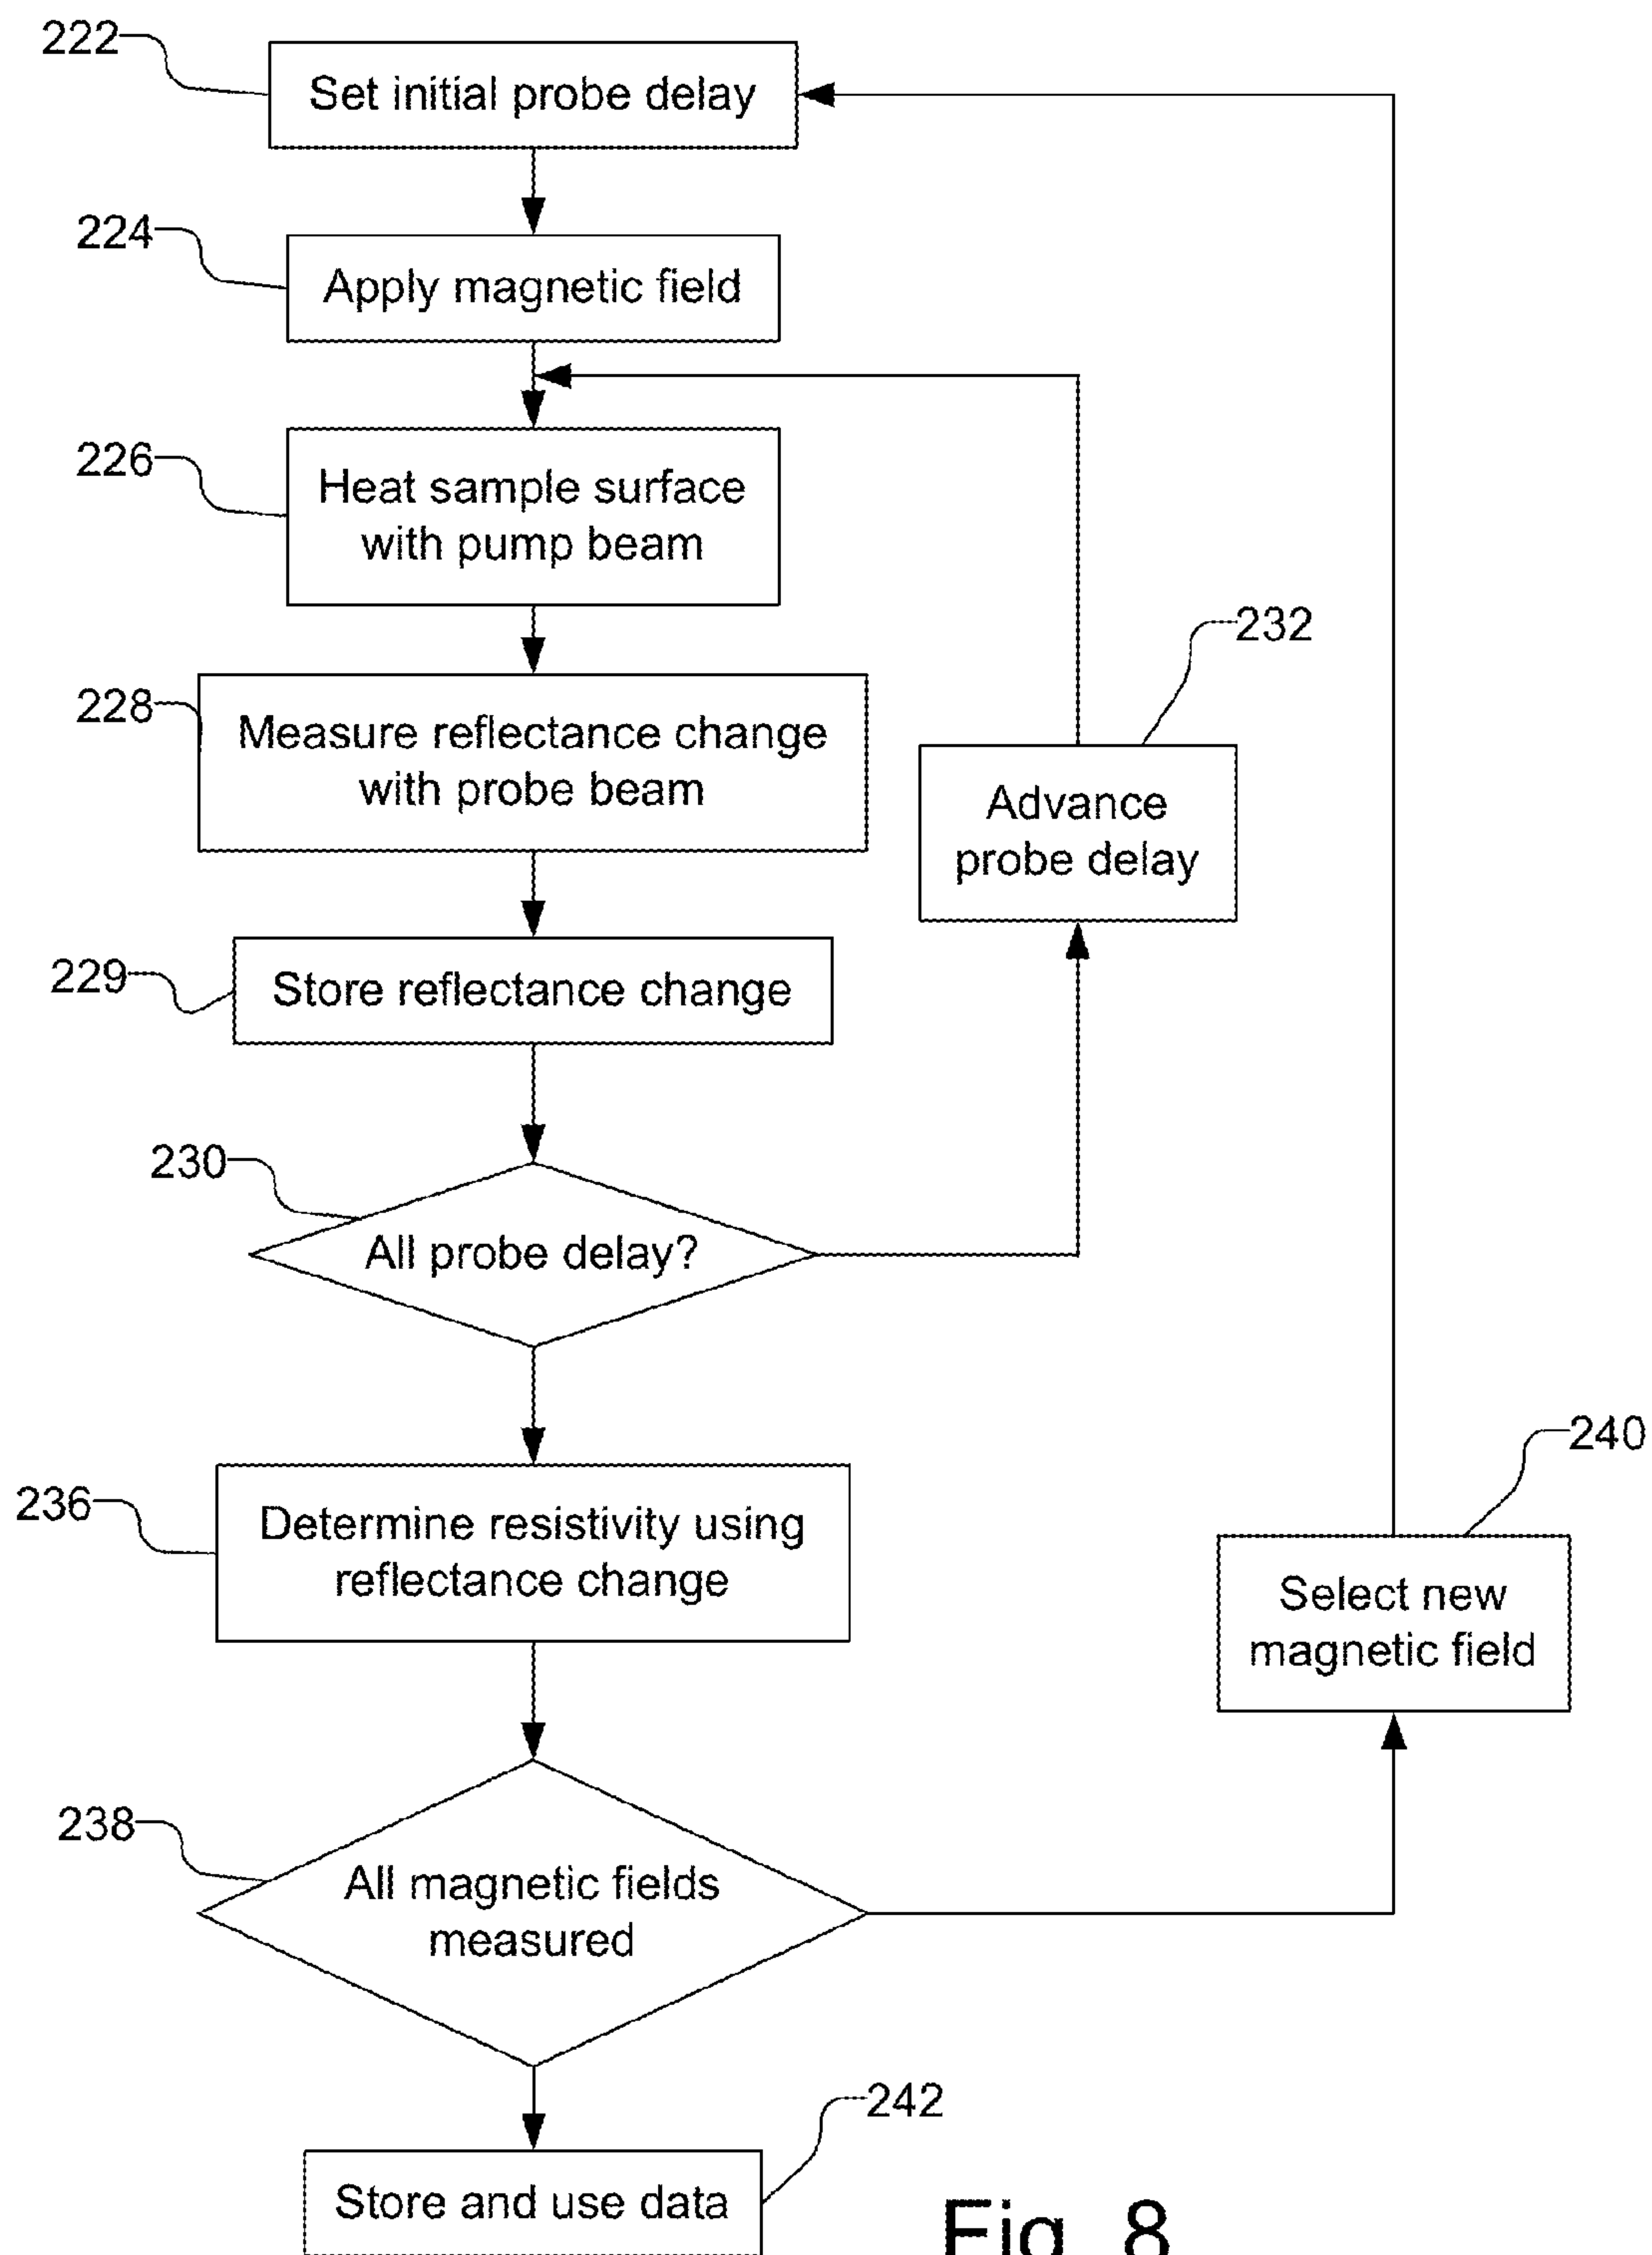 222
Set initial probe delay
224
Apply magnetic field
226
Heat sample surface
with pump beam
232
228
Measure reflectance change
with probe beam
Advance
probe delay
229
Store reflectance change
230
All probe delay?
240
236
Determine resistivity using
reflectance change
Select new
magnetic field
238
All magnetic fields
measured
242
Store and use data
Fig. 8